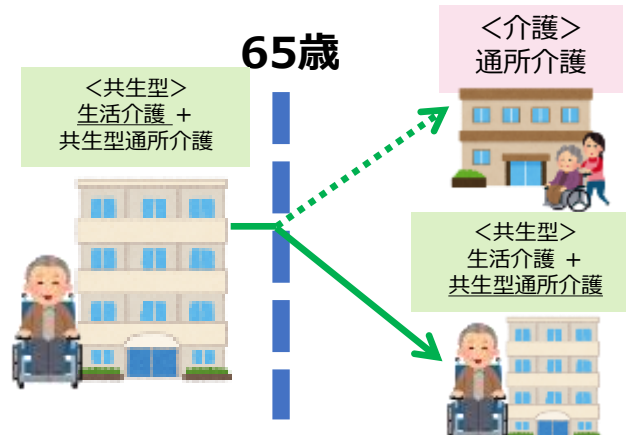 65歳
＜共生型＞
生活介護 +
共生型通所介護
＜介護＞
通所介護
＜共生型＞
生活介護 +
共生型通所介護